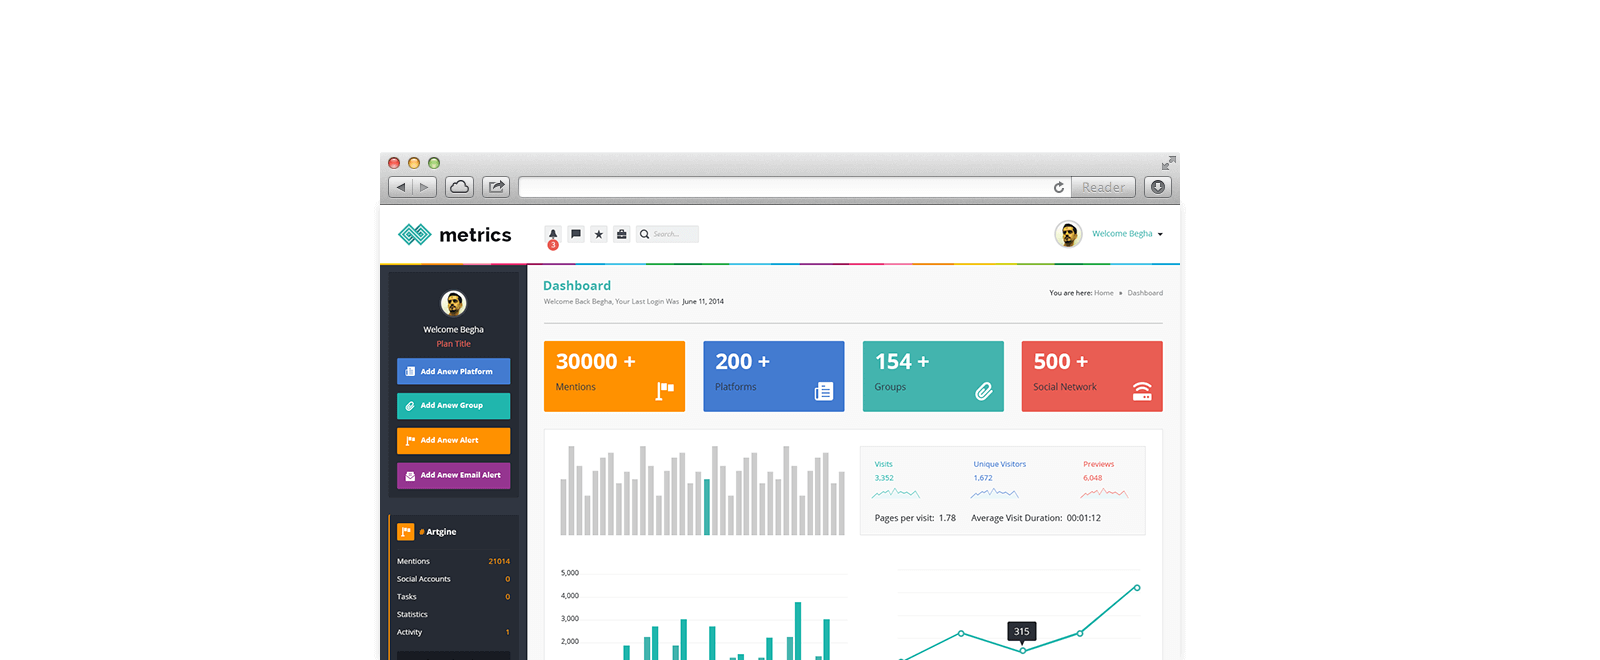 Reader
metrics
3
Search...
Welcome Begha
Welcome Begha
Plan Title
Add Anew Platform
Add Anew Group
Add Anew Alert
Add Anew Email Alert
# Artgine
Mentions 21014
Social Accounts 0
Tasks 0
Statistics
Activity 1
Dashboard
Welcome Back Begha, Your Last Login Was June 11, 2014
You are here: Home Dashboard
30000 +
Mentions
200 +
Platforms
154 +
Groups
500 +
Social Network
Visits
3,352
Unique Visitors
1,672
Previews
6,048
Pages per visit: 1.78 Average Visit Duration: 00:01:12
5,000
4,000
3,000
2,000
315